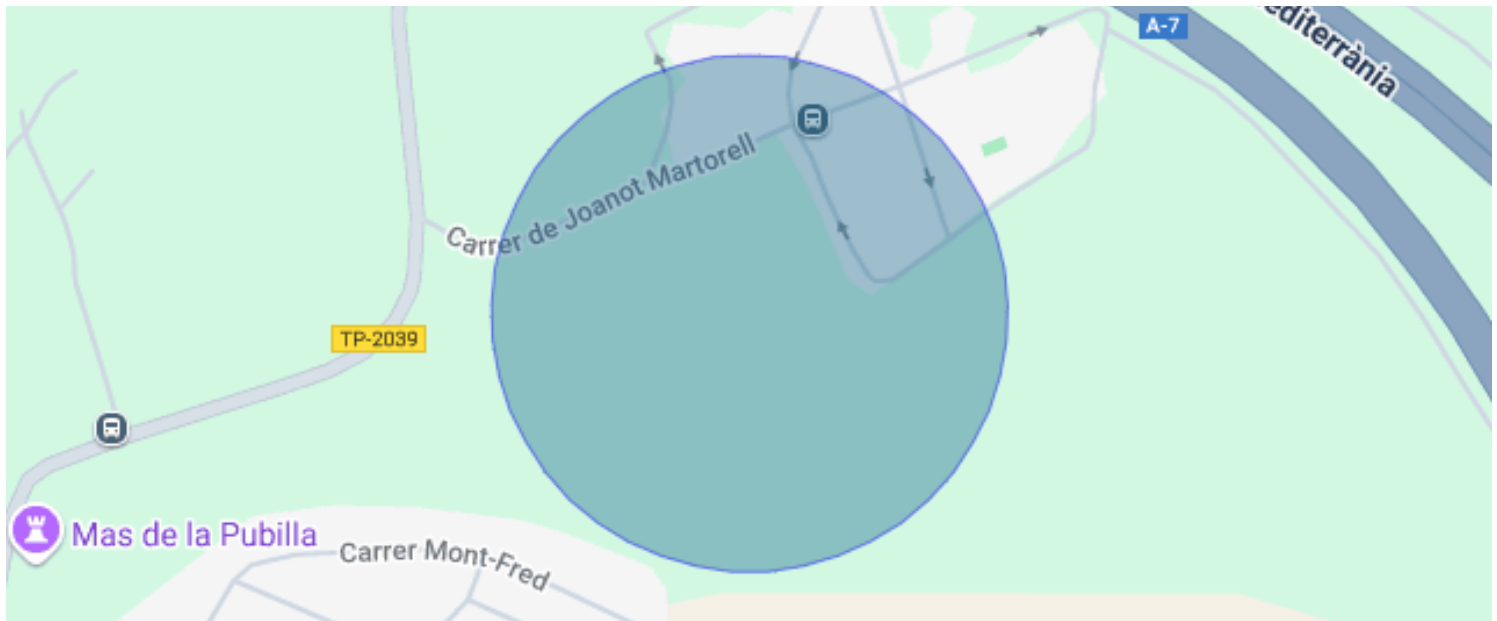 A-7
editerrània
Carrer de Joanot Martorell
TP-2039
Mas de la Pubilla
Carrer Mont-Fred